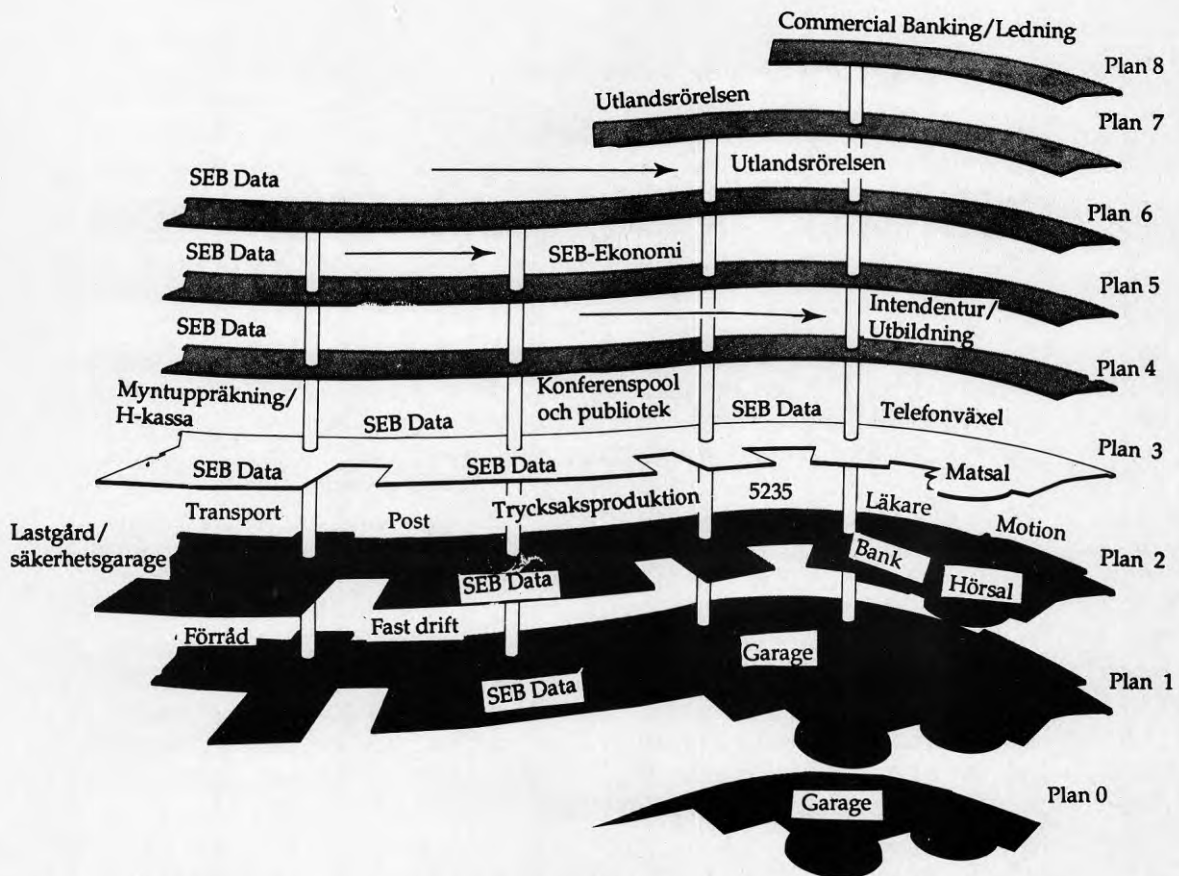 Commercial Banking/Ledning
Plan 8
Utlandsrörelsen
Plan 7
SEB Data
Utlandsrörelsen
Plan 6
SEB Data
SEB-Ekonomi
Plan 5
SEB Data
Intendentur/
Utbildning
Plan 4
Myntuppräkning/
H-kassa
SEB Data
Konferenspool
och publiotek
SEB Data
Telefonväxel
Plan 3
SEB Data
SEB Data
Matsal
Transport
Post
Trycksaksproduktion
5235
Läkare
Motion
Lastgård/
säkerhetsgarage
Plan 2
SEB Data
Bank
Hörsal
Förråd
Fast drift
Garage
Plan 1
SEB Data
Plan 0
Garage